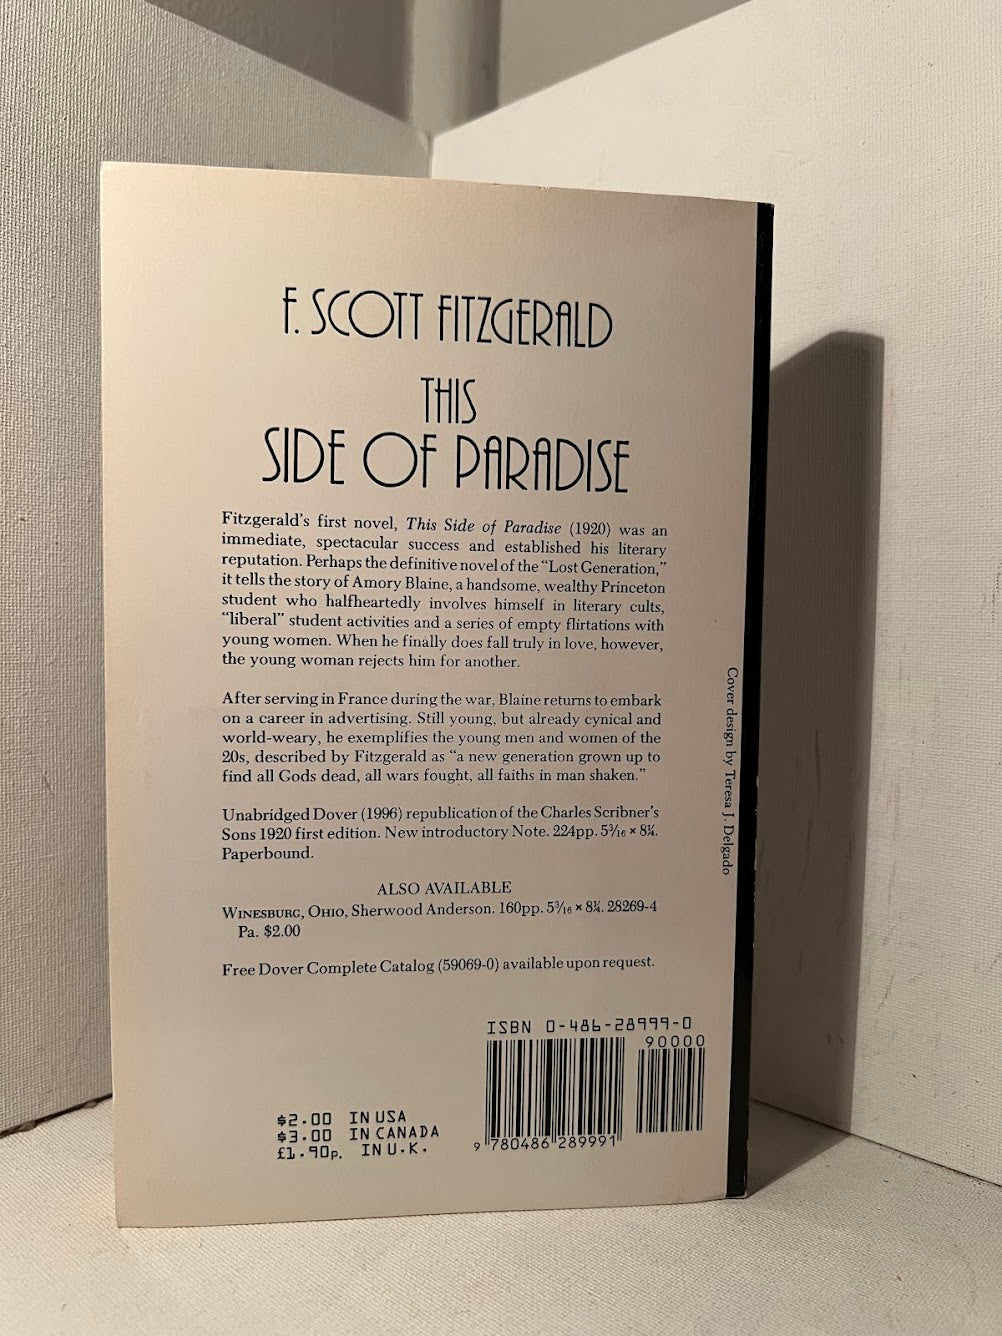 F. SCOTT FITZGERALD
THIS
SIDE OF PARADISE
Fitzgerald's first novel, This Side of Paradise (1920) was an
immediate, spectacular success and established his literary
reputation. Perhaps the definitive novel of the “Lost Generation,”
it tells the story of Amory Blaine, a handsome, wealthy Princeton
student who halfheartedly involves himself in literary cults,
“liberal” student activities and a series of empty flirtations with
young women. When he finally does fall truly in love, however,
the young woman rejects him for another.
After serving in France during the war, Blaine returns to embark
on a career in advertising. Still young, but already cynical and
world-weary, he exemplifies the young men and women of the
20s, described by Fitzgerald as “a new generation grown up to
find all Gods dead, all wars fought, all faiths in man shaken.”
Unabridged Dover (1996) republication of the Charles Scribner's
Sons 1920 first edition. New introductory Note. 224pp. 5³⁄₁₆ × 8¼.
Paperbound.
ALSO AVAILABLE
WINESBURG, OHIO, Sherwood Anderson. 160pp. 5³⁄₁₆ × 8¼. 28269-4
Pa. $2.00
Free Dover Complete Catalog (59069-0) available upon request.
Cover design by Teresa J. Delgado
ISBN 0-486-28999-0
90000
9 780486 289991
$2.00 IN USA
$3.00 IN CANADA
£1.90p. IN U.K.